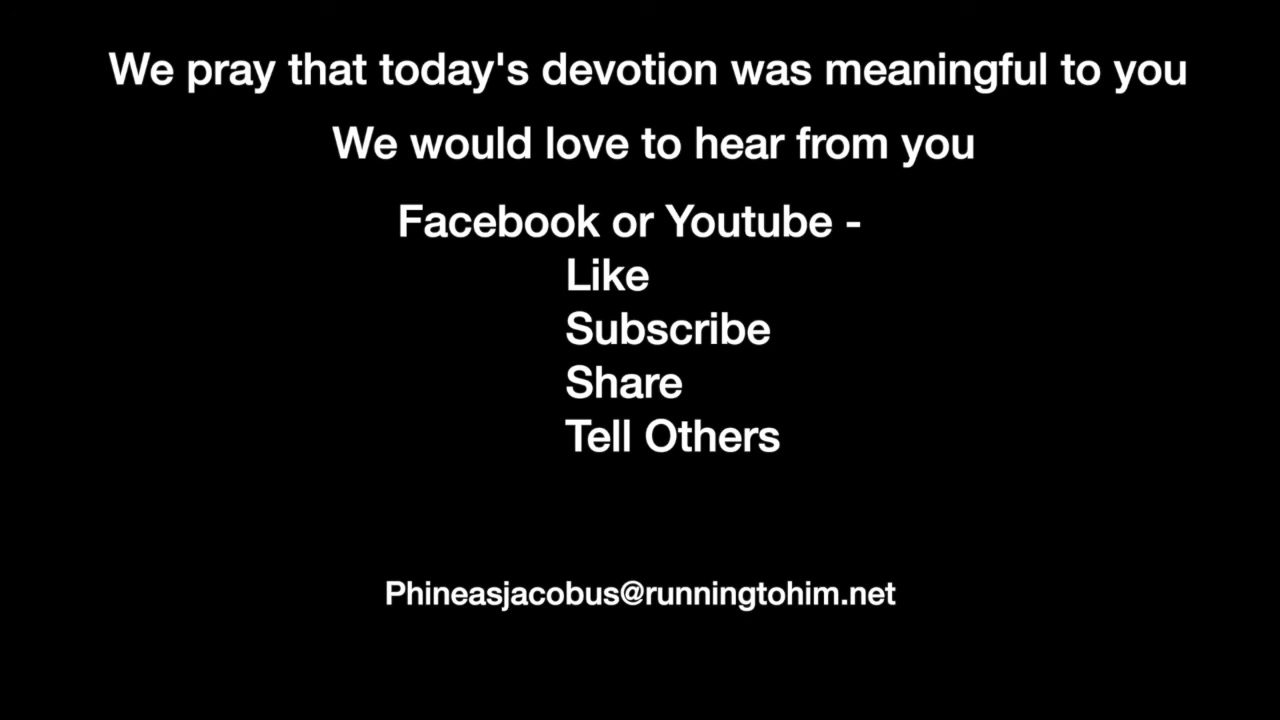 We pray that today's devotion was meaningful to you
We would love to hear from you
Facebook or Youtube -
Like
Subscribe
Share
Tell Others
Phineasjacobus@runningtohim.net